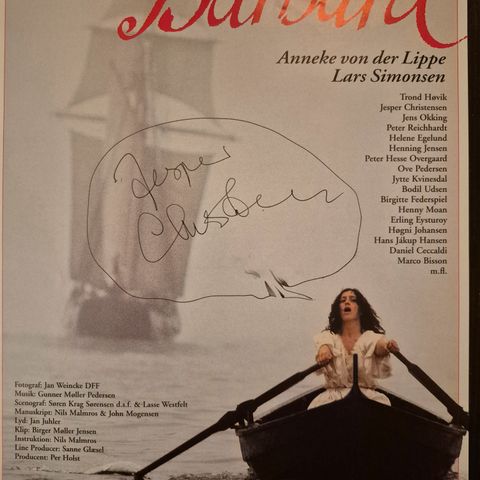 Barbara
Anneke von der Lippe
Lars Simonsen
Trond Høvik
Jesper Christensen
Jens Okking
Peter Reichhardt
Helene Egelund
Henning Jensen
Peter Hesse Overgaard
Ove Pedersen
Jytte Kvinesdal
Bodil Udsen
Birgitte Federspiel
Henny Moan
Erling Eysturoy
Høgni Johansen
Hans Jákup Hansen
Daniel Ceccaldi
Marco Bisson
m.fl.
Jesper
Christensen
Fotograf: Jan Weincke DFF
Musik: Gunner Møller Pedersen
Scenograf: Søren Krag Sørensen d.s.f. & Lasse Westfelt
Manuskript: Nils Malmros & John Mogensen
Lyd: Jan Juhler
Klip: Birger Møller Jensen
Instruktion: Nils Malmros
Line Producer: Sanne Glæsel
Producent: Per Holst